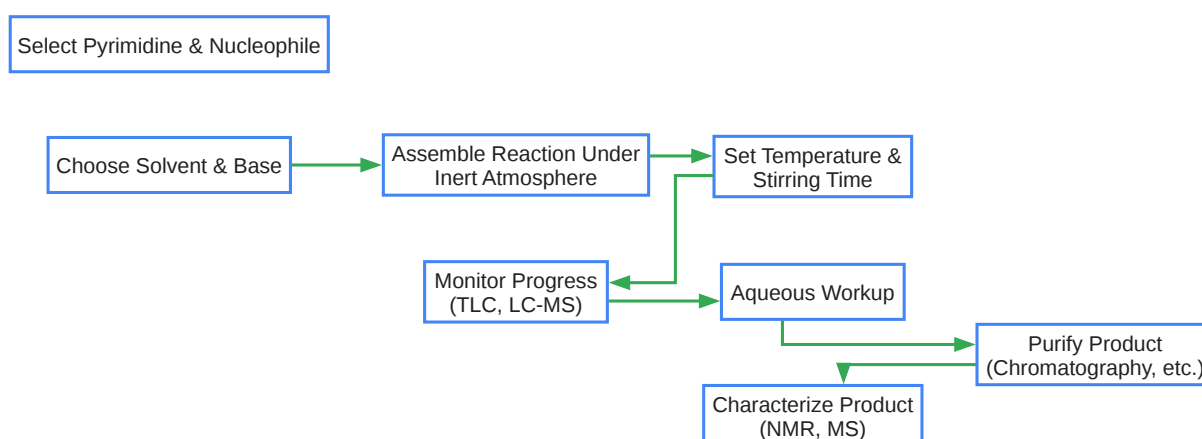 Select Pyrimidine & Nucleophile
Choose Solvent & Base
Assemble Reaction Under
Inert Atmosphere
Set Temperature &
Stirring Time
Monitor Progress
(TLC, LC-MS)
Aqueous Workup
Purify Product
(Chromatography, etc.)
Characterize Product
(NMR, MS)